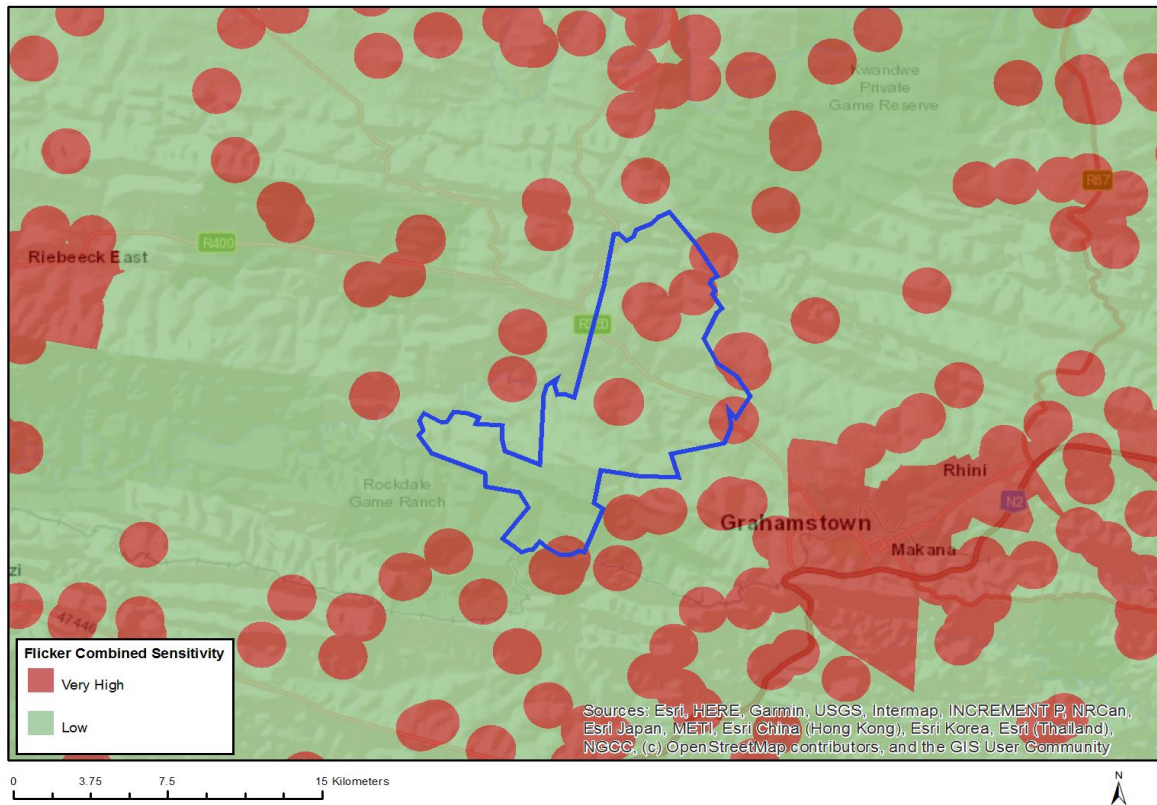 Kwandwe
Private
Game Reserve
R67
R400
Riebeeck East
Rockdale
Game Ranch
Rhini
N2
Grahamstown
Makana
zi
47446
Flicker Combined Sensitivity
Very High
Low
Sources: Esri, HERE, Garmin, USGS, Intermap, INCREMENT P, NRCan,
Esri Japan, METI, Esri China (Hong Kong), Esri Korea, Esri (Thailand),
NGCC, (c) OpenStreetMap contributors, and the GIS User Community
0 3.75 7.5 15 Kilometers
N